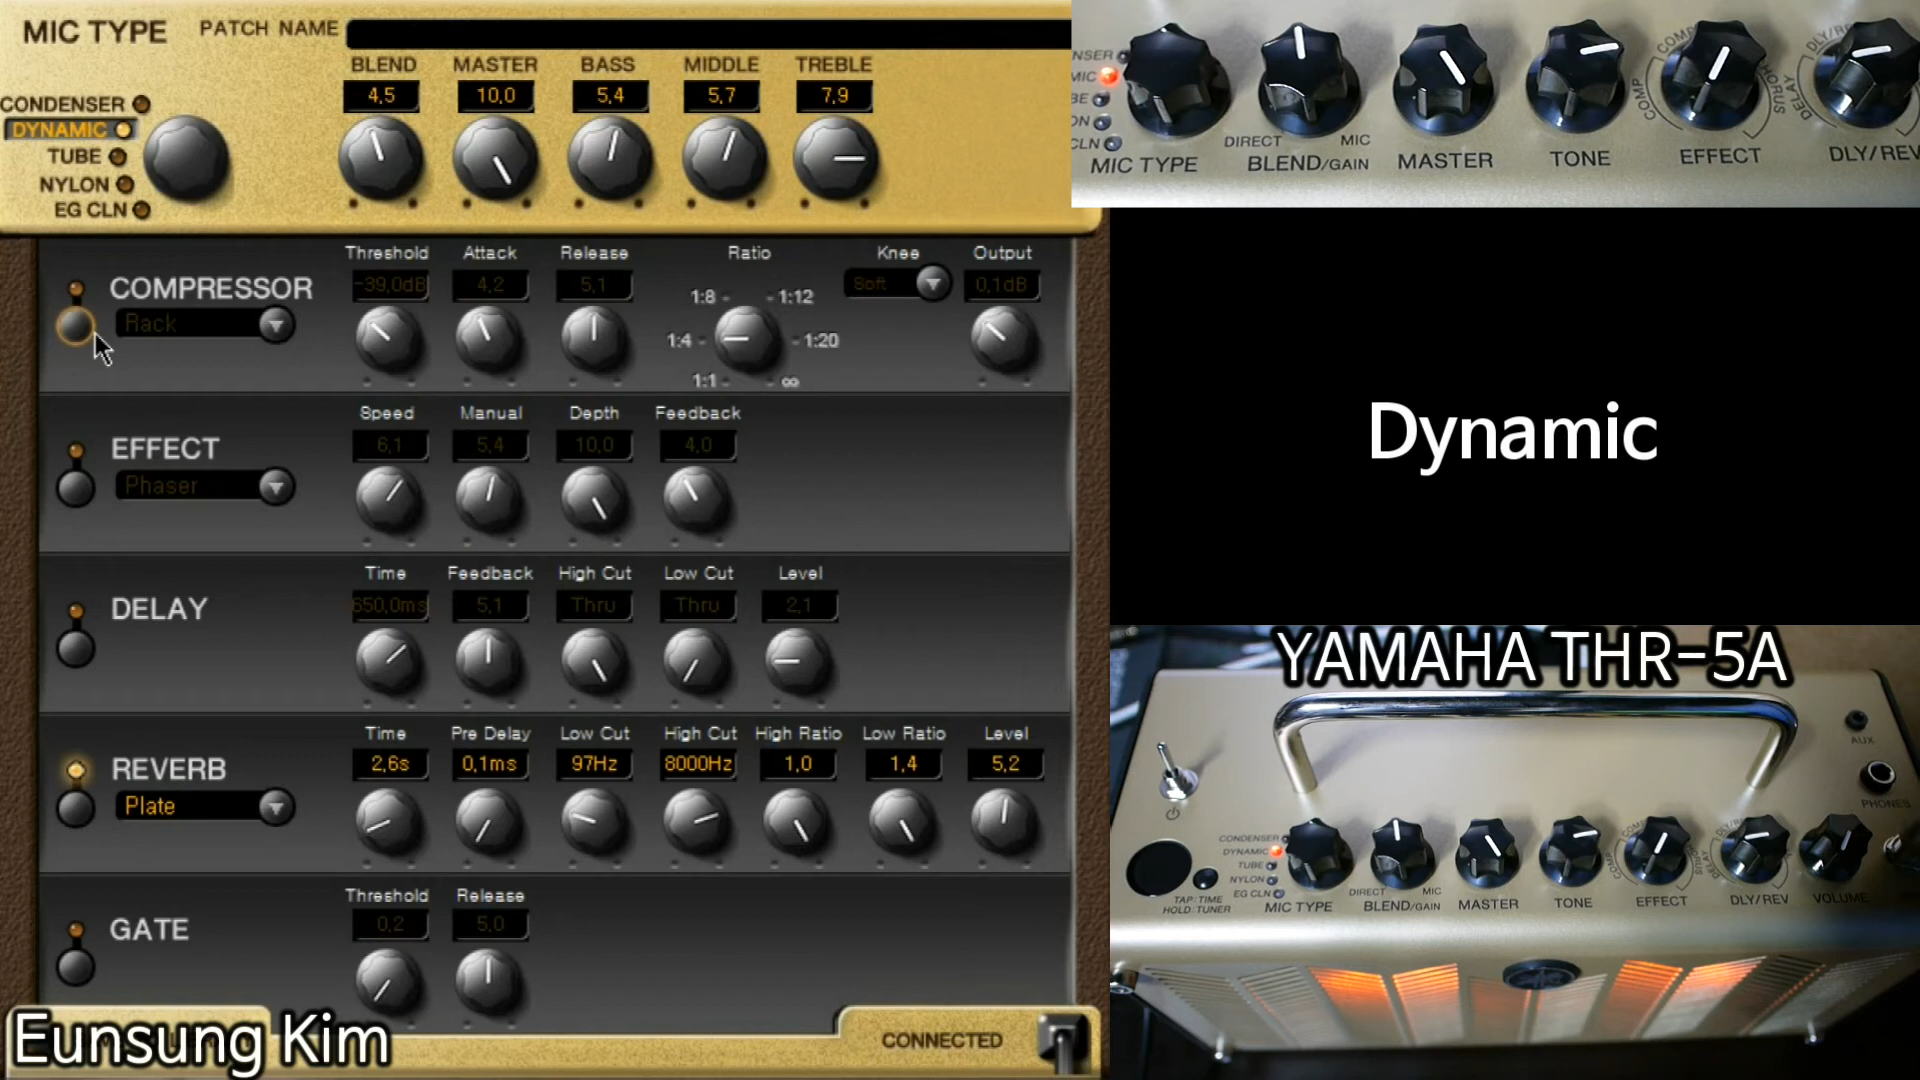 MIC TYPE
PATCH NAME
BLEND MASTER BASS MIDDLE TREBLE
4,5 10,0 5,4 5,7 7,9
CONDENSER
DYNAMIC
TUBE
NYLON
EG CLN
COMPRESSOR
Rack
Threshold Attack Release Ratio Knee Output
-39,0dB 4,2 5,1 Soft 0,1dB
1:8 1:12
1:4 1:20
1:1 ∞
EFFECT
Phaser
Speed Manual Depth Feedback
6,1 5,4 10,0 4,0
DELAY
Time Feedback High Cut Low Cut Level
650,0ms 5,1 Thru Thru 2,1
REVERB
Plate
Time Pre Delay Low Cut High Cut High Ratio Low Ratio Level
2,6s 0,1ms 97Hz 8000Hz 1,0 1,4 5,2
GATE
Threshold Release
0,2 5,0
Eunsung Kim
CONNECTED
NSER
MIC
BE
ON
CLN
MIC TYPE
DIRECT MIC
BLEND/GAIN
MASTER
TONE
COMP
CHORUS
EFFECT
DELAY
DLY/REV
Dynamic
YAMAHA THR-5A
AUX
PHONES
CONDENSER
DYNAMIC
TUBE
NYLON
EG CLN
TAP:TIME
HOLD:TUNER
MIC TYPE
DIRECT MIC
BLEND/GAIN
MASTER
TONE
EFFECT
DLY/REV
VOLUME